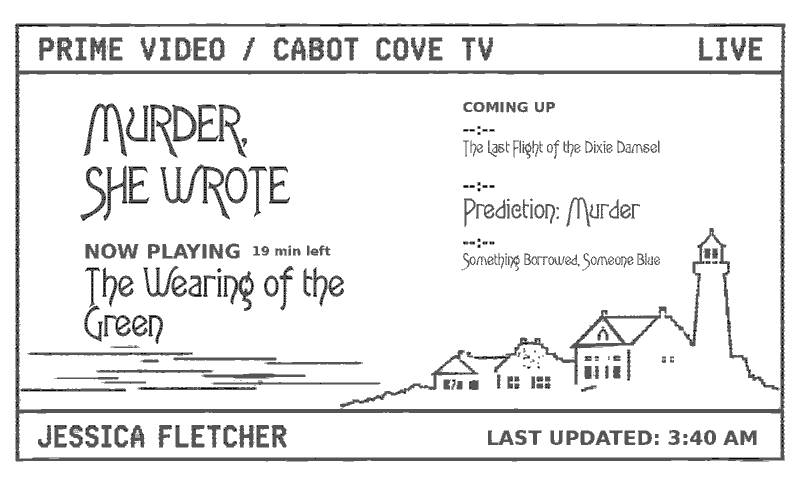 PRIME VIDEO / CABOT COVE TV
LIVE
MURDER,
SHE WROTE
NOW PLAYING 19 min left
The Wearing of the
Green
COMING UP
--:--
The Last Flight of the Dixie Damsel
--:--
Prediction: Murder
--:--
Something Borrowed, Someone Blue
JESSICA FLETCHER
LAST UPDATED: 3:40 AM